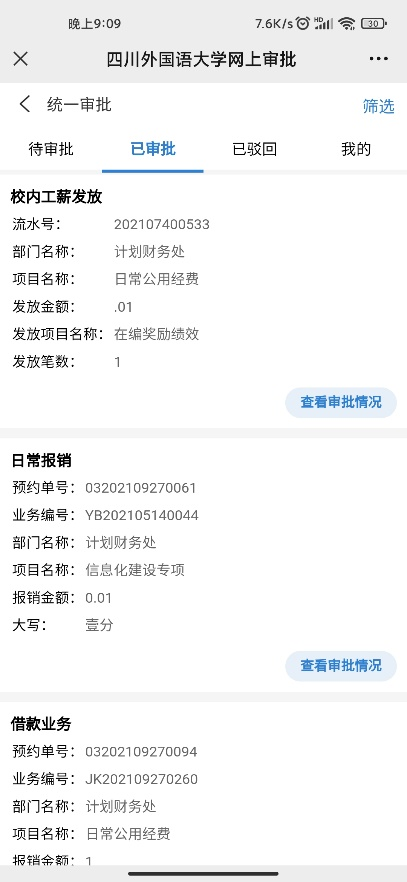 晚上9:09
7.6K/s HD 30
四川外国语大学网上审批
统一审批
筛选
待审批 已审批 已驳回 我的
校内工薪发放
流水号: 202107400533
部门名称: 计划财务处
项目名称: 日常公用经费
发放金额: .01
发放项目名称: 在编奖励绩效
发放笔数: 1
查看审批情况
日常报销
预约单号: 03202109270061
业务编号: YB202105140044
部门名称: 计划财务处
项目名称: 信息化建设专项
报销金额: 0.01
大写: 壹分
查看审批情况
借款业务
预约单号: 03202109270094
业务编号: JK202109270260
部门名称: 计划财务处
项目名称: 日常公用经费
报销金额: 1